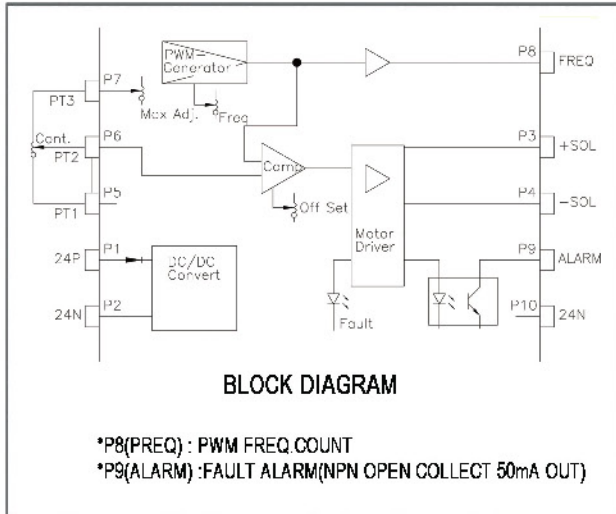 P7
PWM-
Generator
P8
FREQ
PT3
Max Adj.
Freq
Cont.
P6
PT2
P3
+SOL
Comp
P5
PT1
Off Set
P4
-SOL
Motor
Driver
24P
P1
DC/DC
Convert
P9
ALARM
24N
P2
Fault
P10
24N
BLOCK DIAGRAM
*P8(PREQ) : PWM FREQ.COUNT
*P9(ALARM) :FAULT ALARM(NPN OPEN COLLECT 50mA OUT)